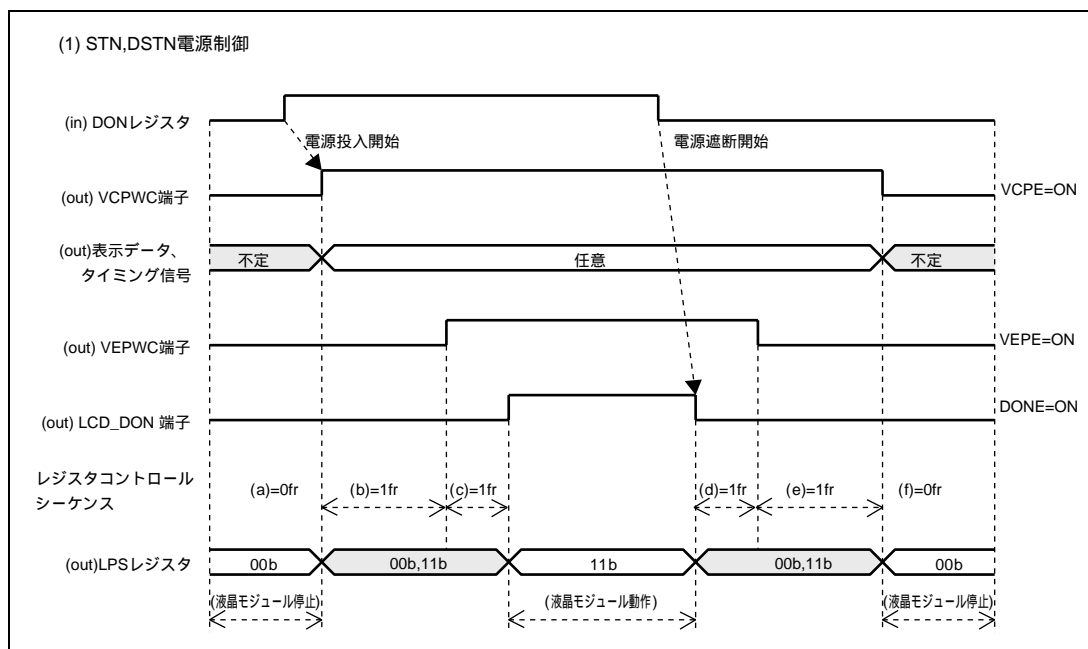 (1) STN,DSTN電源制御
(in) DONレジスタ
電源投入開始
電源遮断開始
(out) VCPWC端子
VCPE=ON
(out)表示データ、
タイミング信号
不定
任意
不定
(out) VEPWC端子
VEPE=ON
(out) LCD_DON 端子
DONE=ON
レジスタコントロール
シーケンス
(a)=0fr
(b)=1fr
(c)=1fr
(d)=1fr
(e)=1fr
(f)=0fr
(out)LPSレジスタ
00b
00b,11b
11b
00b,11b
00b
(液晶モジュール停止)
(液晶モジュール動作)
(液晶モジュール停止)